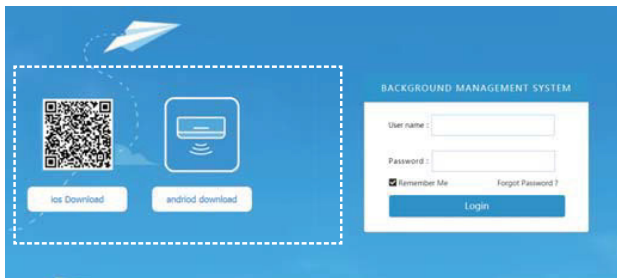 BACKGROUND MANAGEMENT SYSTEM
User name :
Password :
Remember Me Forgot Password ?
Login
ios Download andriod download